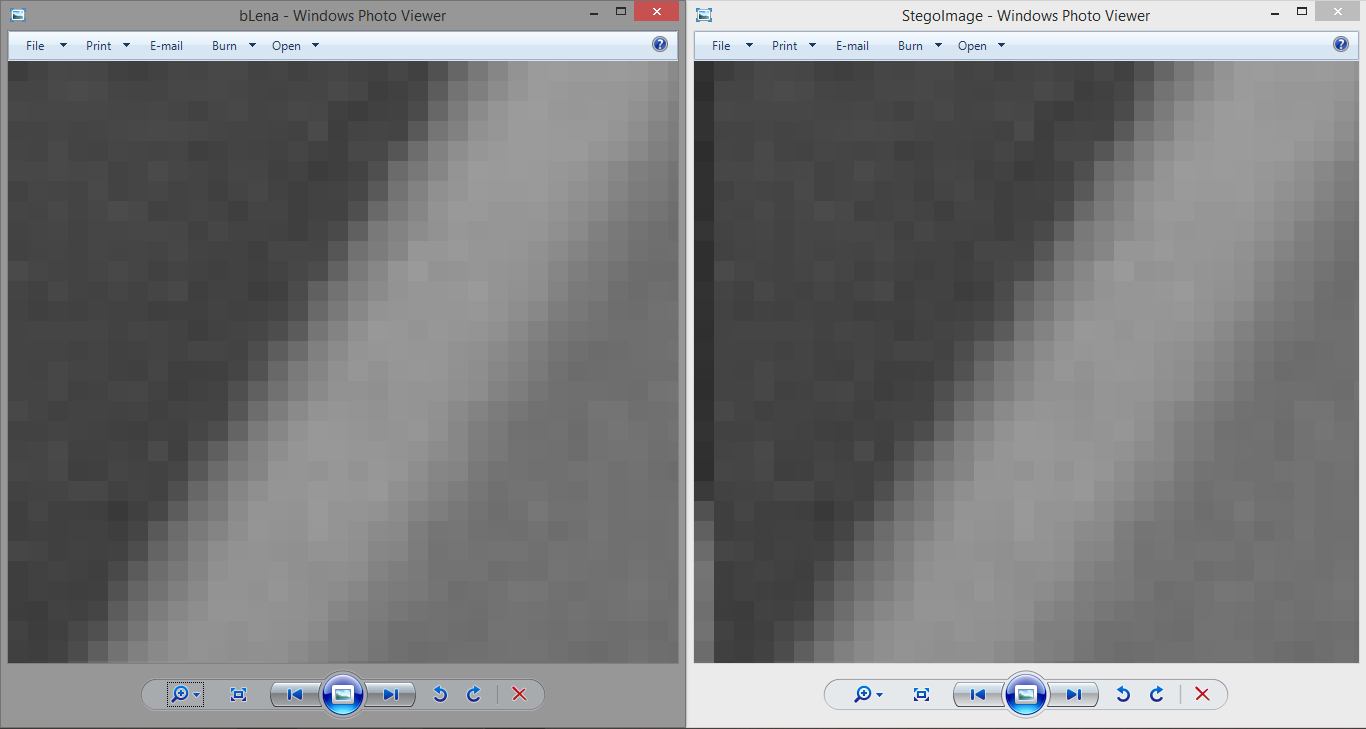 bLena - Windows Photo Viewer
File Print E-mail Burn Open
StegoImage - Windows Photo Viewer
File Print E-mail Burn Open